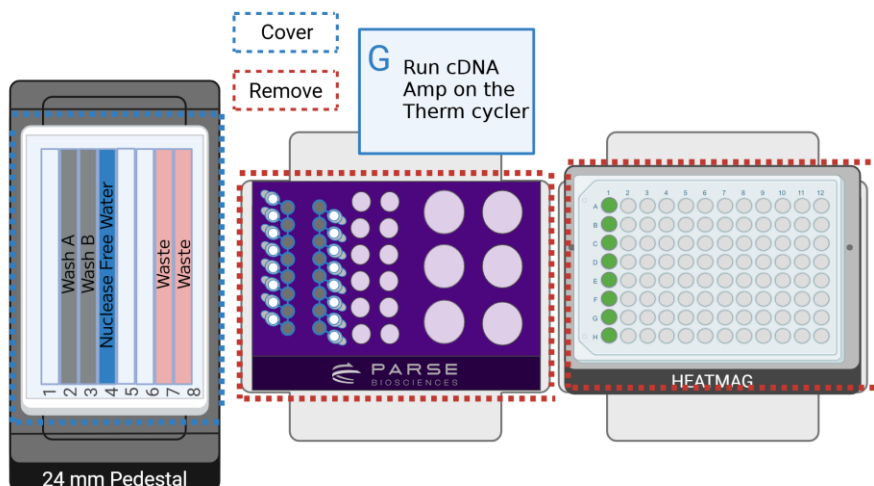 Cover
Remove
G
Run cDNA
Amp on the
Therm cycler
Wash A
Wash B
Nuclease Free Water
Waste
Waste
1
2
3
4
5
6
7
8
24 mm Pedestal
PARSE
BIOSCIENCES
1 2 3 4 5 6 7 8 9 10 11 12
A
B
C
D
E
F
G
H
HEATMAG